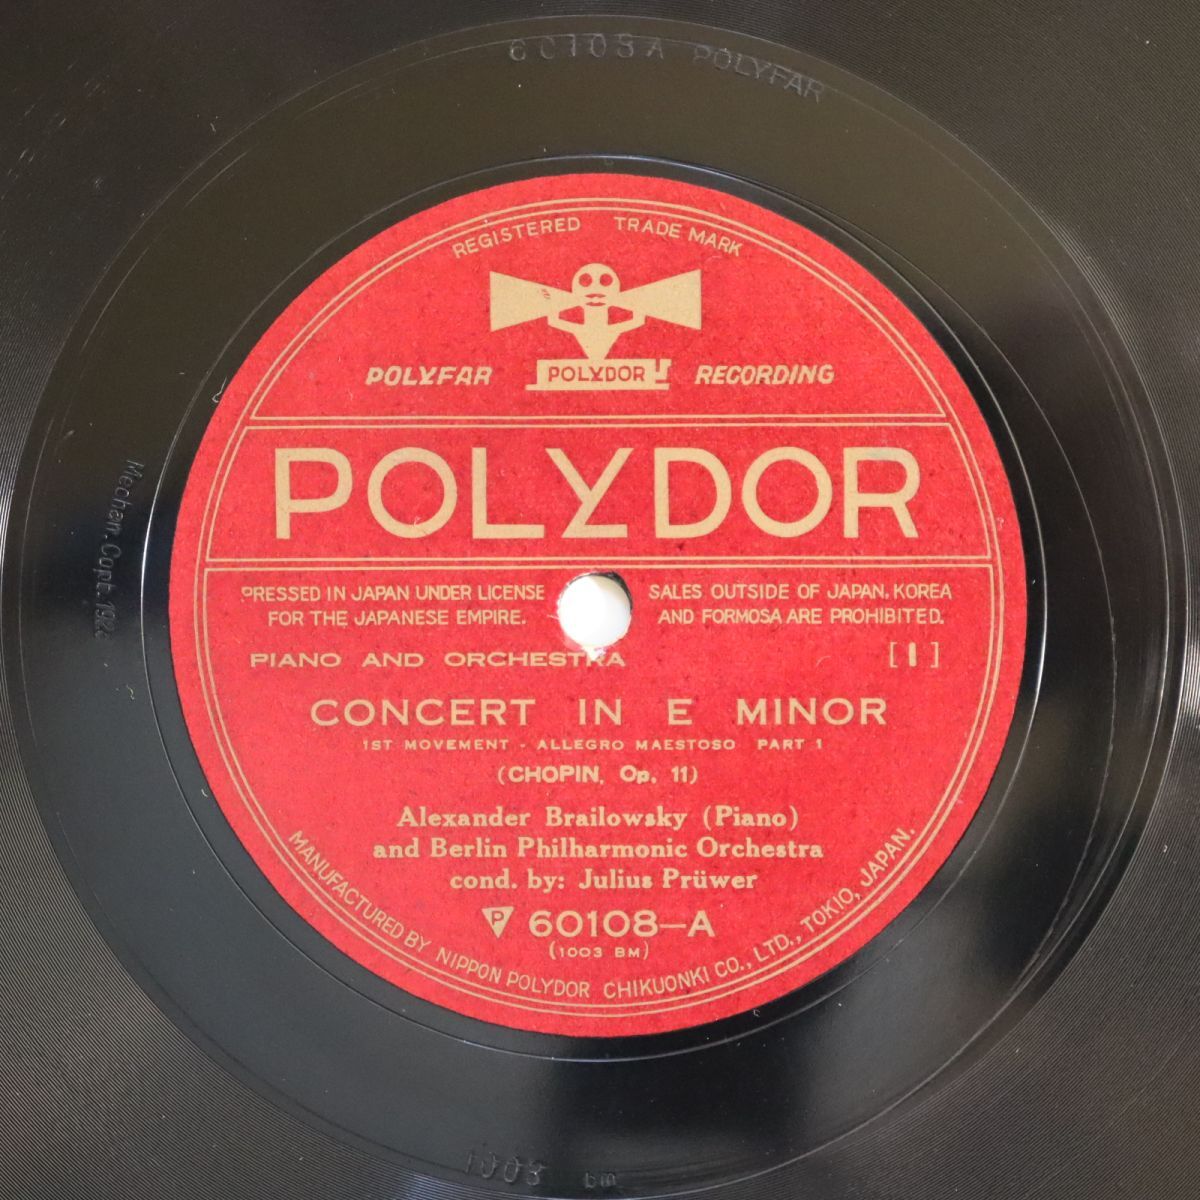 60108A POLYFAR
REGISTERED TRADE MARK
POLYFAR POLYDOR RECORDING
POLYDOR
PRESSED IN JAPAN UNDER LICENSE
FOR THE JAPANESE EMPIRE.
SALES OUTSIDE OF JAPAN, KOREA
AND FORMOSA ARE PROHIBITED.
PIANO AND ORCHESTRA [1]
CONCERT IN E MINOR
1ST MOVEMENT - ALLEGRO MAESTOSO PART 1
(CHOPIN, Op. 11)
Alexander Brailowsky (Piano)
and Berlin Philharmonic Orchestra
cond. by: Julius Prüwer
P 60108-A
(1003 BM)
MANUFACTURED BY NIPPON POLYDOR CHIKUONKI CO., LTD., TOKIO, JAPAN.
Mechan. Copt.
1003 bm